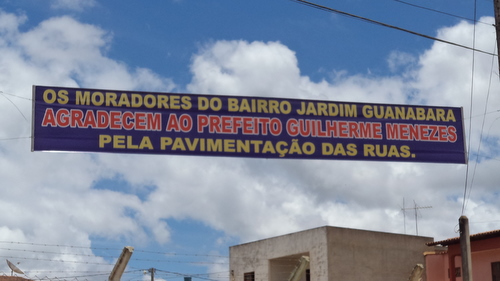 OS MORADORES DO BAIRRO JARDIM GUANABARA
AGRADECEM AO PREFEITO GUILHERME MENEZES
PELA PAVIMENTAÇÃO DAS RUAS.